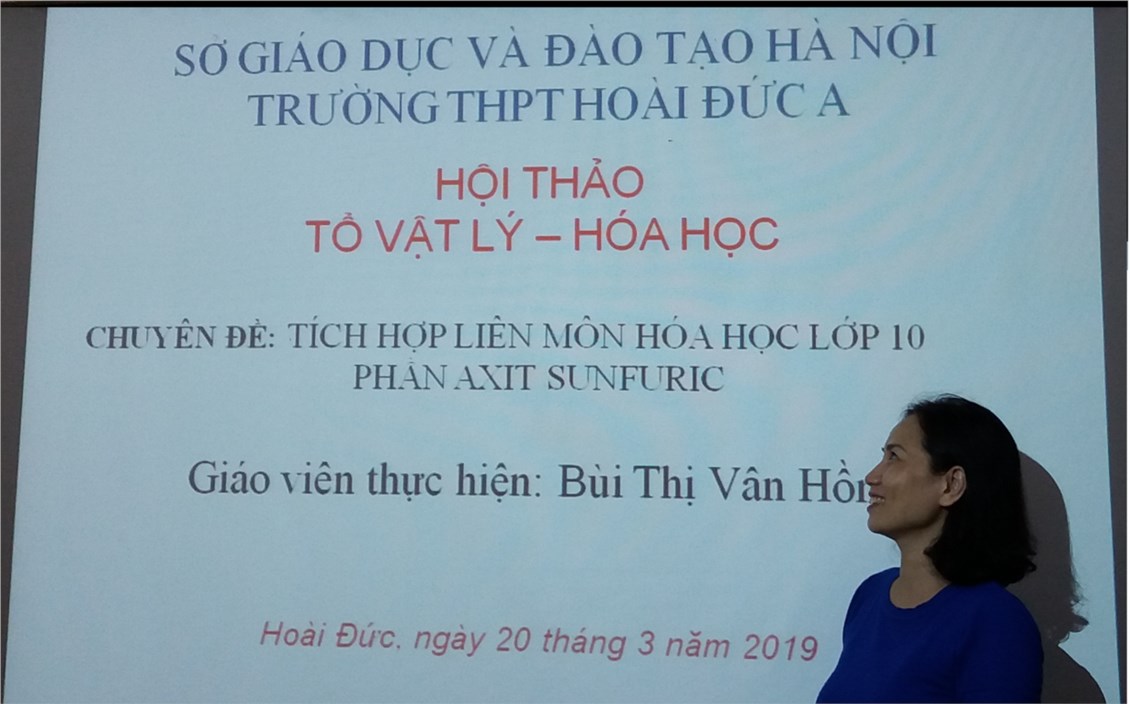 SỞ GIÁO DỤC VÀ ĐÀO TẠO HÀ NỘI
TRƯỜNG THPT HOÀI ĐỨC A
HỘI THẢO
TỔ VẬT LÝ – HÓA HỌC
CHUYÊN ĐỀ: TÍCH HỢP LIÊN MÔN HÓA HỌC LỚP 10
PHẦN AXIT SUNFURIC
Giáo viên thực hiện: Bùi Thị Vân
Hoài Đức, ngày 20 tháng 3 năm 2019